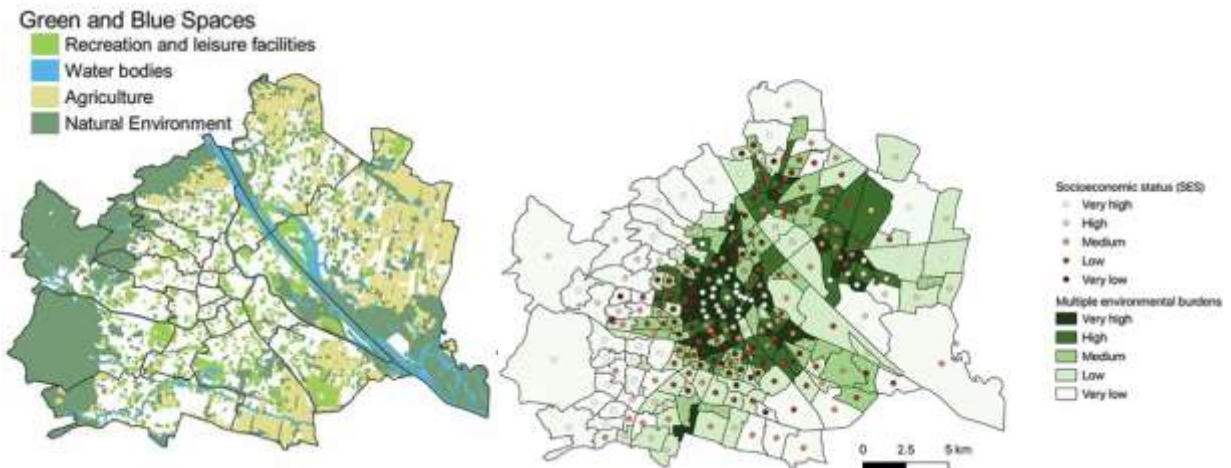 Green and Blue Spaces
Recreation and leisure facilities
Water bodies
Agriculture
Natural Environment
Socioeconomic status (SES)
Very high
High
Medium
Low
Very low
Multiple environmental burdens
Very high
High
Medium
Low
Very low
0 2.5 5 km